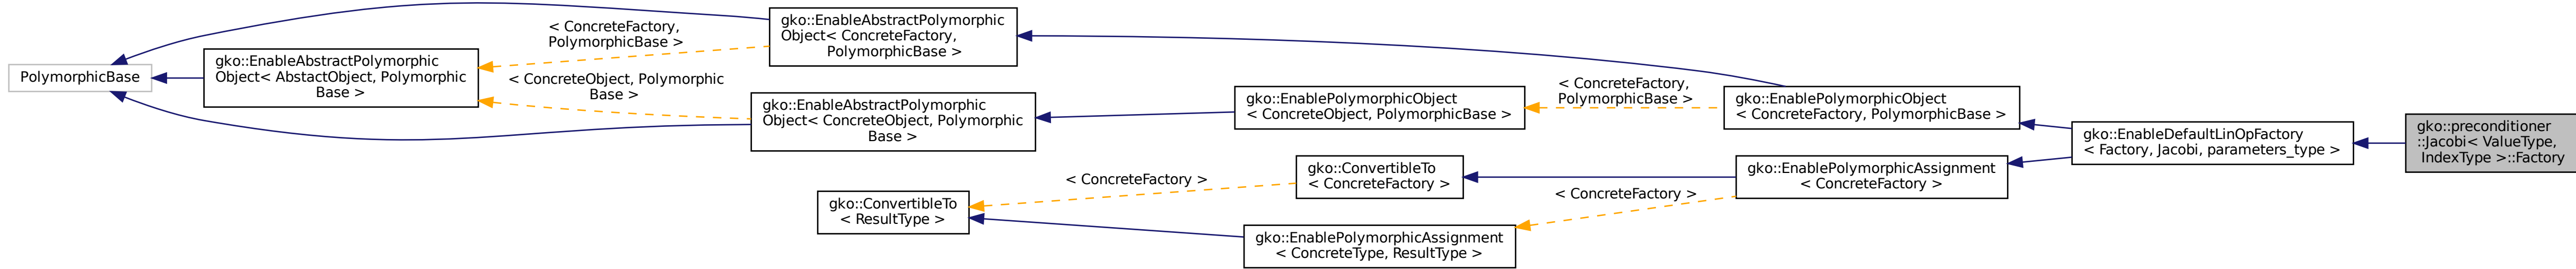 PolymorphicBase
gko::EnableAbstractPolymorphic
Object< AbstactObject, Polymorphic
Base >
< ConcreteFactory,
PolymorphicBase >
< ConcreteObject, Polymorphic
Base >
gko::EnableAbstractPolymorphic
Object< ConcreteFactory,
PolymorphicBase >
gko::EnableAbstractPolymorphic
Object< ConcreteObject, Polymorphic
Base >
gko::ConvertibleTo
< ResultType >
< ConcreteFactory >
gko::EnablePolymorphicObject
< ConcreteObject, PolymorphicBase >
gko::ConvertibleTo
< ConcreteFactory >
gko::EnablePolymorphicAssignment
< ConcreteType, ResultType >
< ConcreteFactory,
PolymorphicBase >
< ConcreteFactory >
gko::EnablePolymorphicObject
< ConcreteFactory, PolymorphicBase >
gko::EnablePolymorphicAssignment
< ConcreteFactory >
gko::EnableDefaultLinOpFactory
< Factory, Jacobi, parameters_type >
gko::preconditioner
::Jacobi< ValueType,
IndexType >::Factory